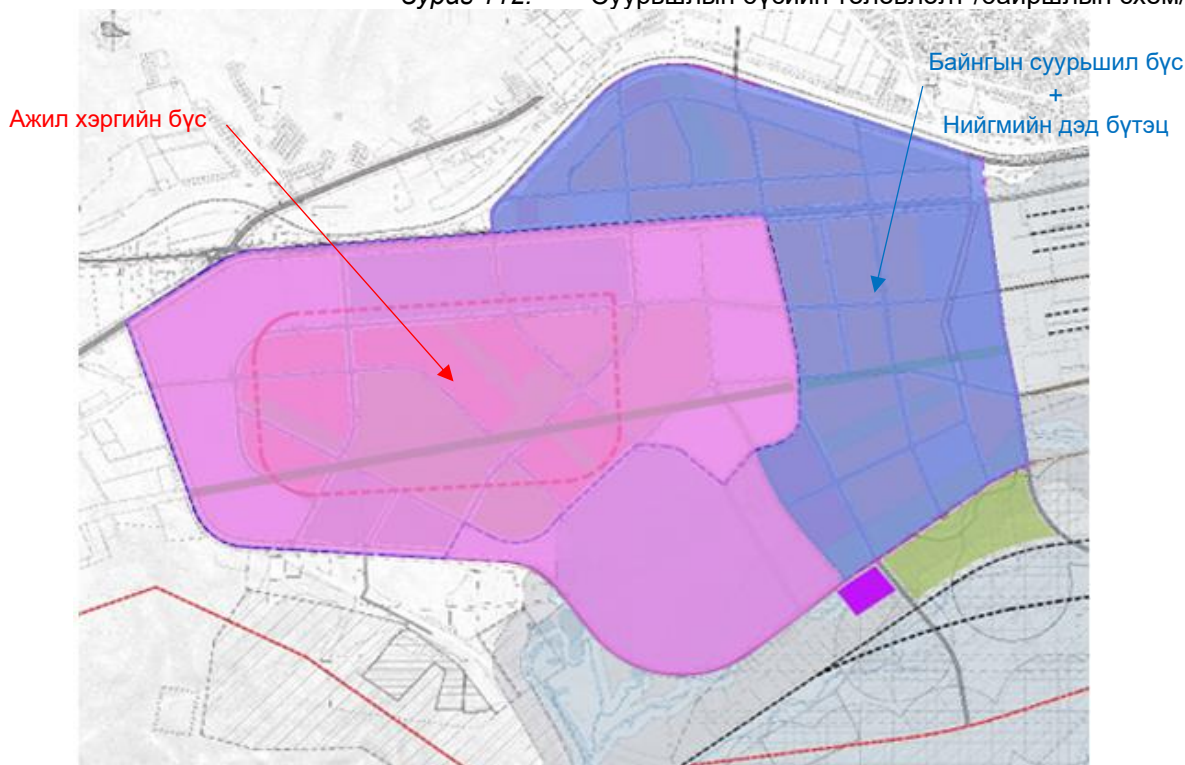 Байнгын суурьшил бүс
+
Нийгмийн дэд бүтэц
Ажил хэргийн бүс